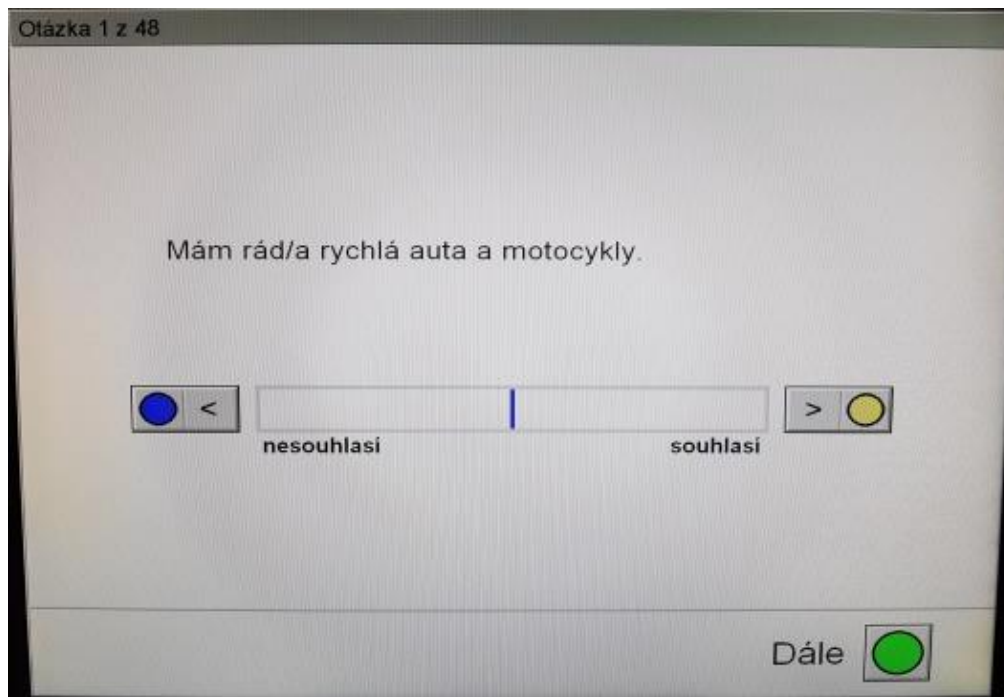 Otázka 1 z 48
Mám rád/a rychlá auta a motocykly.
< >
nesouhlasí souhlasí
Dále